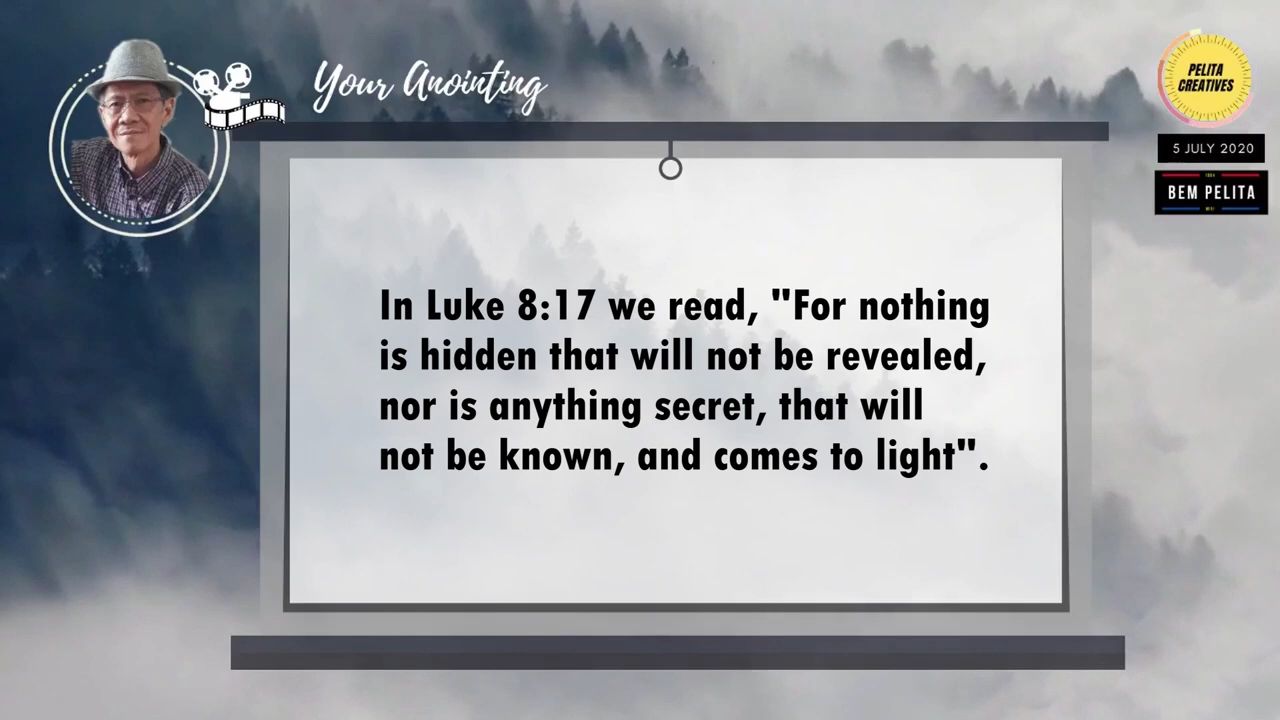 Your Anointing
PELITA
CREATIVES
5 JULY 2020
BEM PELITA
In Luke 8:17 we read, "For nothing
is hidden that will not be revealed,
nor is anything secret, that will
not be known, and comes to light".